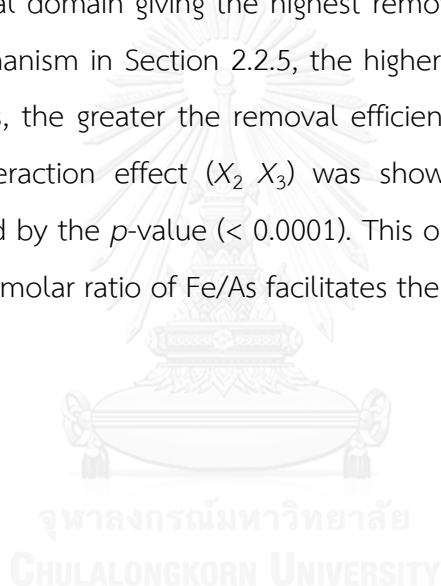 al domain giving the highest remo
anism in Section 2.2.5, the higher
s, the greater the removal efficien
eraction effect (X₂ X₃) was show
d by the p-value (< 0.0001). This o
molar ratio of Fe/As facilitates the
จุฬาลงกรณ์มหาวิทยาลัย
CHULALONGKORN UNIVERSITY